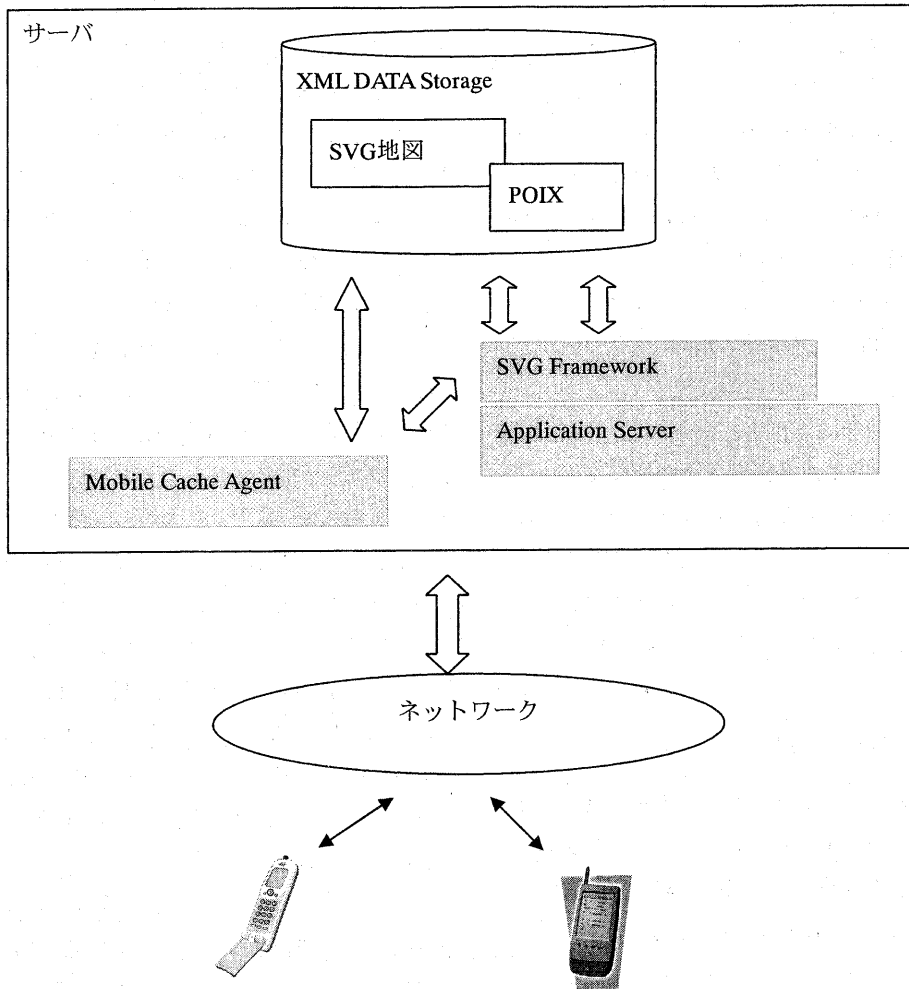 サーバ
XML DATA Storage
SVG地図
POIX
SVG Framework
Application Server
Mobile Cache Agent
ネットワーク